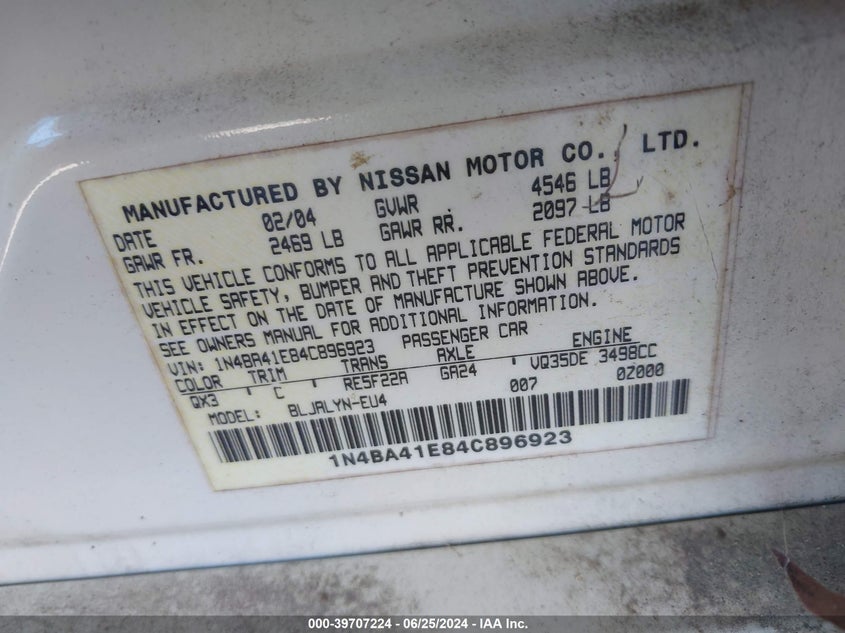 MANUFACTURED BY NISSAN MOTOR CO., LTD.
DATE 02/04 GVWR 4546 LB
GAWR FR. 2469 LB GAWR RR. 2097 LB
THIS VEHICLE CONFORMS TO ALL APPLICABLE FEDERAL MOTOR
VEHICLE SAFETY, BUMPER AND THEFT PREVENTION STANDARDS
IN EFFECT ON THE DATE OF MANUFACTURE SHOWN ABOVE.
SEE OWNERS MANUAL FOR ADDITIONAL INFORMATION.
VIN: 1N4BA41E84C896923 PASSENGER CAR
COLOR TRIM TRANS AXLE ENGINE
QX3 C RE5F22A GA24 VQ35DE 3498CC
MODEL: BLJALYN-EU4 007 0Z000
1N4BA41E84C896923
000-39707224 - 06/25/2024 - IAA Inc.